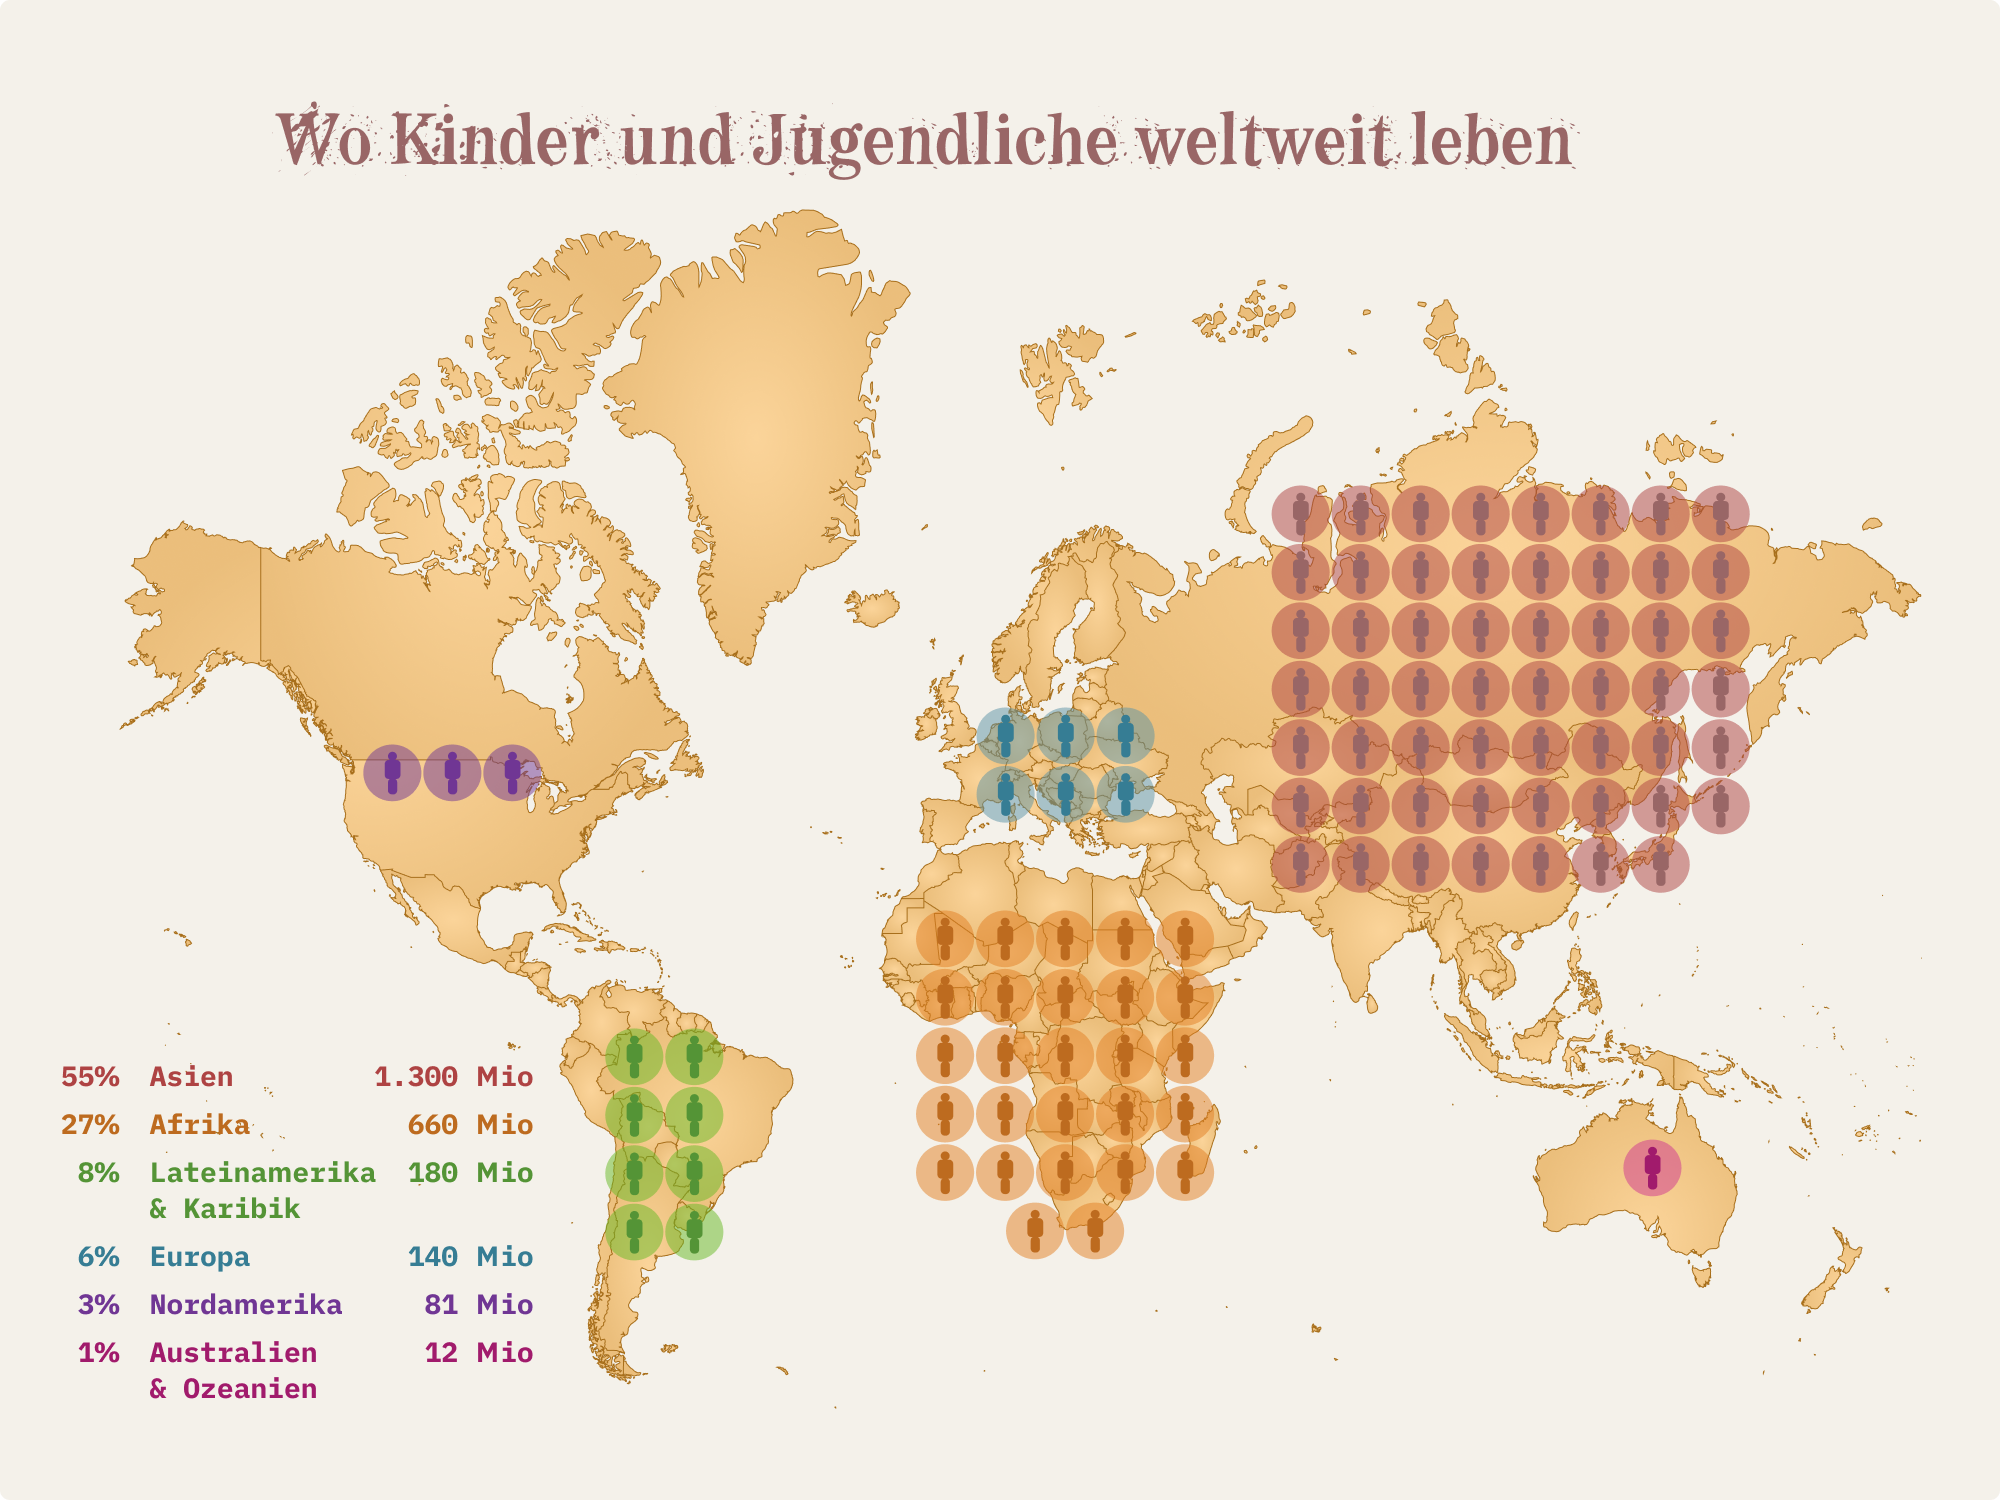 Wo Kinder und Jugendliche weltweit leben
55% Asien 1.300 Mio
27% Afrika 660 Mio
8% Lateinamerika 180 Mio
& Karibik
6% Europa 140 Mio
3% Nordamerika 81 Mio
1% Australien 12 Mio
& Ozeanien